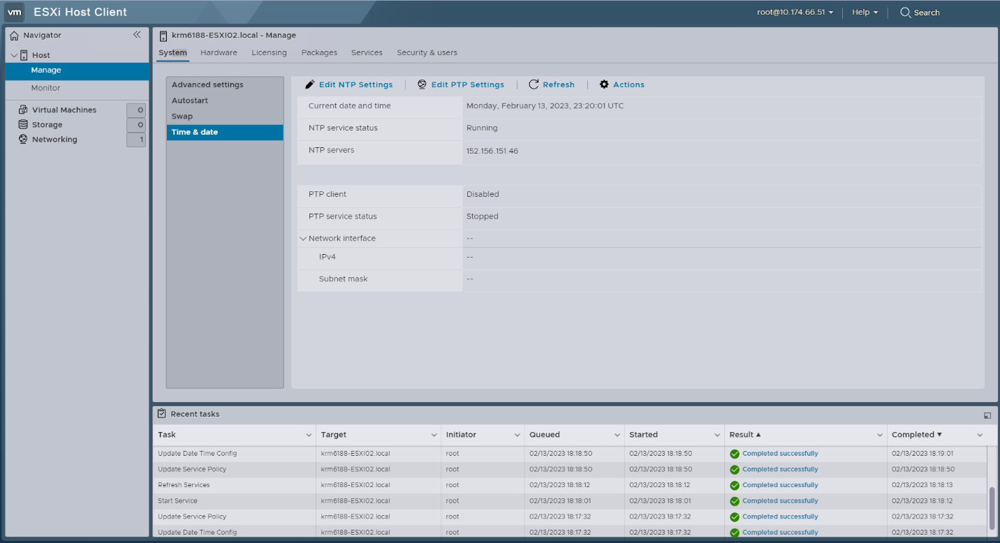 vm ESXi Host Client root@10.174.66.51 Help Search
Navigator
Host
Manage
Monitor
Virtual Machines 0
Storage 0
Networking 1
krm6188-ESXI02.local - Manage
System Hardware Licensing Packages Services Security & users
Advanced settings
Autostart
Swap
Time & date
Edit NTP Settings Edit PTP Settings Refresh Actions
Current date and time Monday, February 13, 2023, 23:20:01 UTC
NTP service status Running
NTP servers 152.156.151.46
PTP client Disabled
PTP service status Stopped
Network interface --
IPv4 --
Subnet mask --
Recent tasks
Task Target Initiator Queued Started Result ▲ Completed ▼
Update Date Time Config krm6188-ESXI02.local root 02/13/2023 18:18:50 02/13/2023 18:18:50 Completed successfully 02/13/2023 18:19:01
Update Service Policy krm6188-ESXI02.local root 02/13/2023 18:18:50 02/13/2023 18:18:50 Completed successfully 02/13/2023 18:18:50
Refresh Services krm6188-ESXI02.local root 02/13/2023 18:18:12 02/13/2023 18:18:12 Completed successfully 02/13/2023 18:18:13
Start Service krm6188-ESXI02.local root 02/13/2023 18:18:01 02/13/2023 18:18:01 Completed successfully 02/13/2023 18:18:12
Update Service Policy krm6188-ESXI02.local root 02/13/2023 18:17:32 02/13/2023 18:17:32 Completed successfully 02/13/2023 18:17:32
Update Date Time Config krm6188-ESXI02.local root 02/13/2023 18:17:32 02/13/2023 18:17:32 Completed successfully 02/13/2023 18:17:32